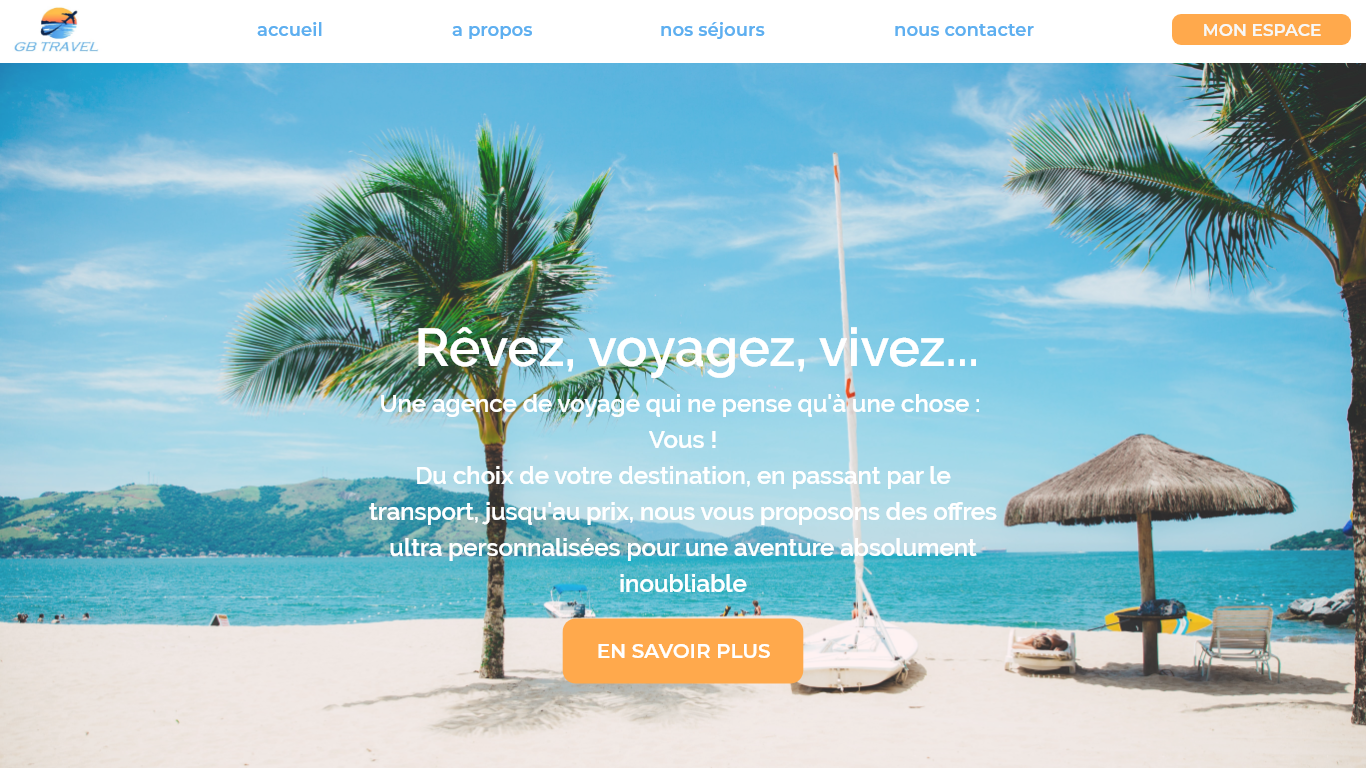 GB TRAVEL
accueil
a propos
nos séjours
nous contacter
MON ESPACE
Rêvez, voyagez, vivez...
Une agence de voyage qui ne pense qu'à une chose :
Vous !
Du choix de votre destination, en passant par le
transport, jusqu'au prix, nous vous proposons des offres
ultra personnalisées pour une aventure absolument
inoubliable
EN SAVOIR PLUS